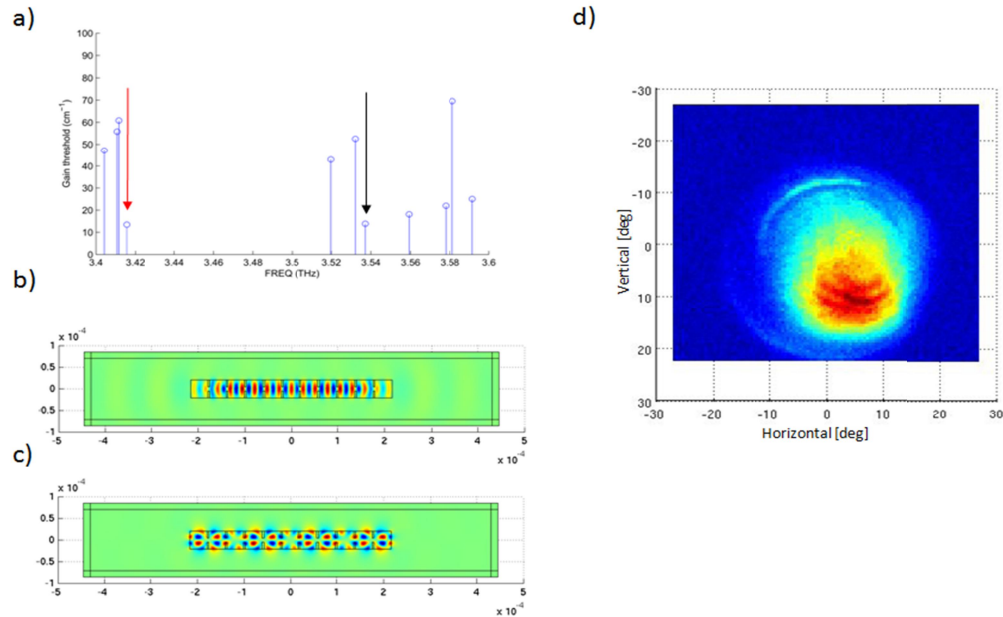 a)
100
90
80
70
60
50
40
30
20
10
0
Gain threshold (cm⁻¹)
3.4 3.42 3.44 3.46 3.48 3.5 3.52 3.54 3.56 3.58 3.6
FREQ (THz)
b)
x 10⁻⁴
1
0.5
0
-0.5
-1
-5 -4 -3 -2 -1 0 1 2 3 4 5
x 10⁻⁴
c)
x 10⁻⁴
1
0.5
0
-0.5
-1
-5 -4 -3 -2 -1 0 1 2 3 4 5
x 10⁻⁴
d)
-30
-20
-10
0
10
20
30
Vertical [deg]
-30 -20 -10 0 10 20 30
Horizontal [deg]